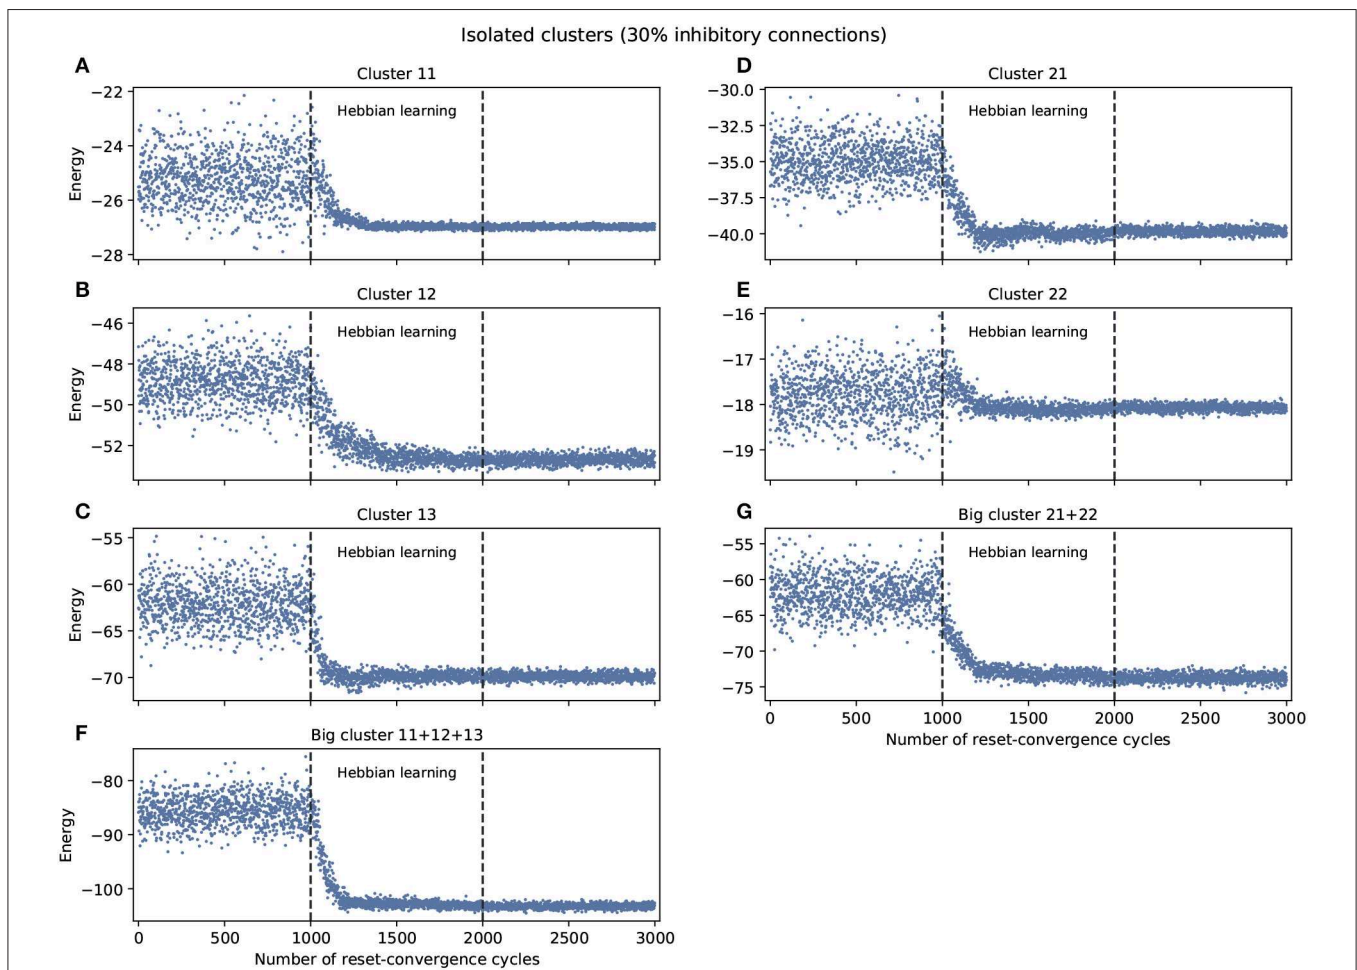 Isolated clusters (30% inhibitory connections)
A
Cluster 11
Hebbian learning
Energy
−22
−24
−26
−28
B
Cluster 12
Hebbian learning
Energy
−46
−48
−50
−52
C
Cluster 13
Hebbian learning
Energy
−55
−60
−65
−70
F
Big cluster 11+12+13
Hebbian learning
Energy
−80
−90
−100
0 500 1000 1500 2000 2500 3000
Number of reset-convergence cycles
D
Cluster 21
Hebbian learning
−30.0
−32.5
−35.0
−37.5
−40.0
E
Cluster 22
Hebbian learning
−16
−17
−18
−19
G
Big cluster 21+22
Hebbian learning
−55
−60
−65
−70
−75
0 500 1000 1500 2000 2500 3000
Number of reset-convergence cycles